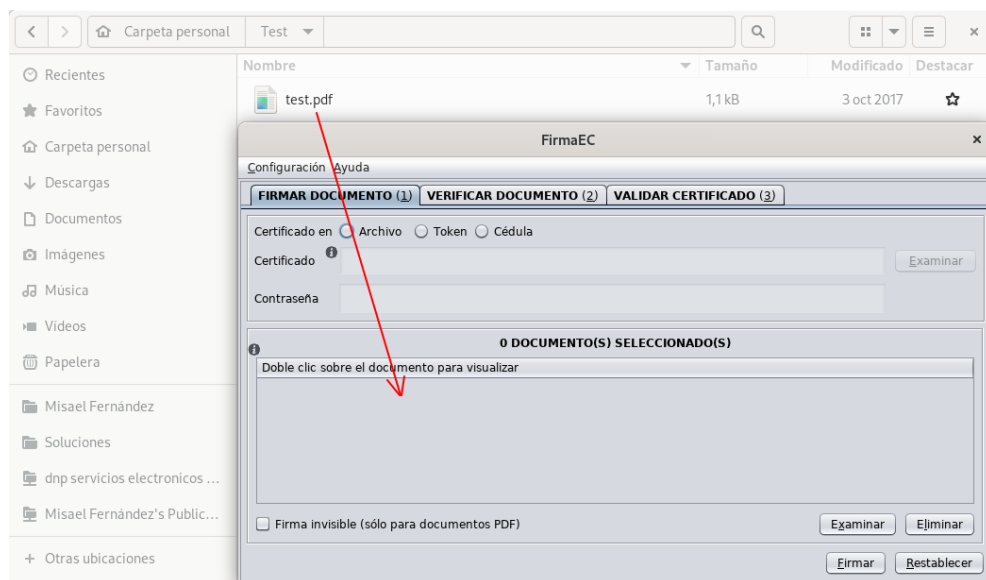 Carpeta personal Test
Nombre Tamaño Modificado Destacar
Recientes
test.pdf 1,1 kB 3 oct 2017
Favoritos
Carpeta personal
Descargas
Documentos
Imágenes
Música
Vídeos
Papelera
Misael Fernández
Soluciones
dnp servicios electronicos ...
Misael Fernández's Public...
+ Otras ubicaciones
FirmaEC
Configuración Ayuda
FIRMAR DOCUMENTO (1) VERIFICAR DOCUMENTO (2) VALIDAR CERTIFICADO (3)
Certificado en Archivo Token Cédula
Certificado Examinar
Contraseña
0 DOCUMENTO(S) SELECCIONADO(S)
Doble clic sobre el documento para visualizar
Firma invisible (sólo para documentos PDF) Examinar Eliminar
Firmar Restablecer